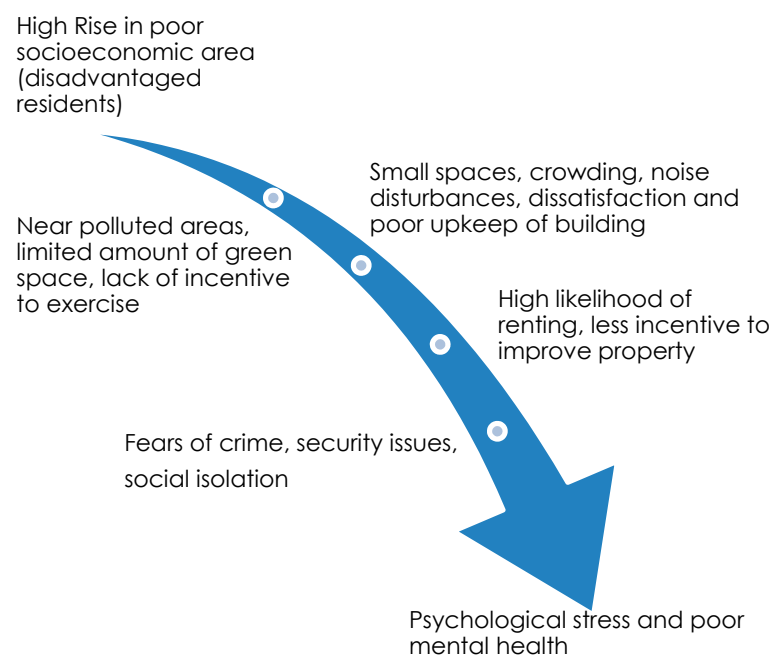 High Rise in poor
socioeconomic area
(disadvantaged
residents)
Small spaces, crowding, noise
disturbances, dissatisfaction and
poor upkeep of building
Near polluted areas,
limited amount of green
space, lack of incentive
to exercise
High likelihood of
renting, less incentive to
improve property
Fears of crime, security issues,
social isolation
Psychological stress and poor
mental health